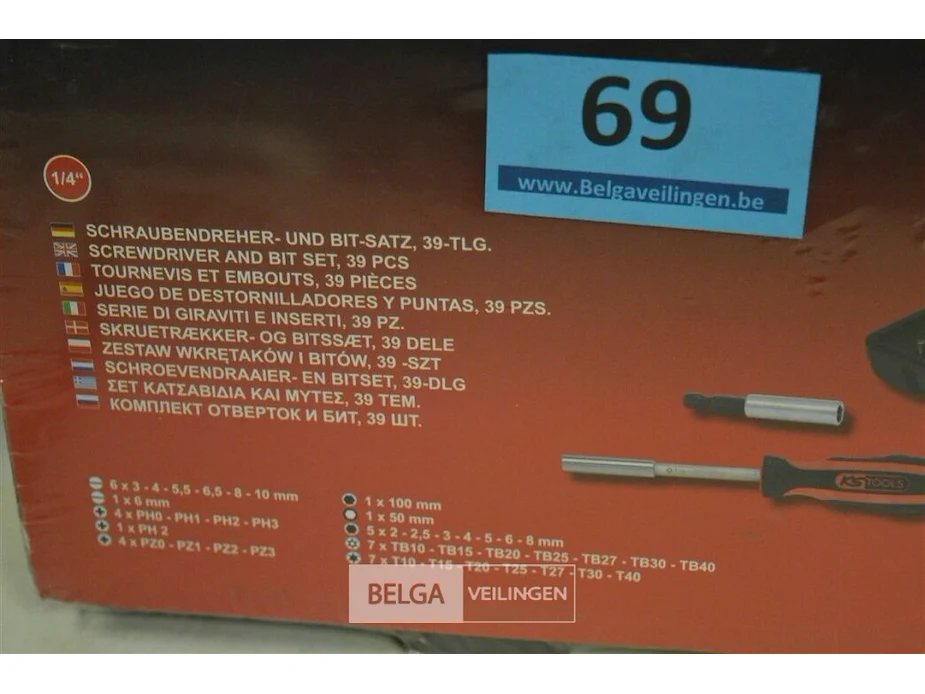 69
www.Belgaveilingen.be
1/4"
SCHRAUBENDREHER- UND BIT-SATZ, 39-TLG.
SCREWDRIVER AND BIT SET, 39 PCS
TOURNEVIS ET EMBOUTS, 39 PIÈCES
JUEGO DE DESTORNILLADORES Y PUNTAS, 39 PZS.
SERIE DI GIRAVITI E INSERTI, 39 PZ.
SKRUETRÆKKER- OG BITSSÆT, 39 DELE
ZESTAW WKRĘTAKÓW I BITÓW, 39 -SZT
SCHROEVENDRAAIER- EN BITSET, 39-DLG
ΣΕΤ ΚΑΤΣΑΒΙΔΙΑ ΚΑΙ ΜΥΤΕΣ, 39 ΤΕΜ.
КОМПЛЕКТ ОТВЕРТОК И БИТ, 39 ШТ.
6 x 3 - 4 - 5,5 - 6,5 - 8 - 10 mm
1 x 6 mm
4 x PH0 - PH1 - PH2 - PH3
1 x PH 2
4 x PZ0 - PZ1 - PZ2 - PZ3
1 x 100 mm
1 x 50 mm
5 x 2 - 2,5 - 3 - 4 - 5 - 6 - 8 mm
7 x TB10 - TB15 - TB20 - TB25 - TB27 - TB30 - TB40
7 x T10 - T15 - T20 - T25 - T27 - T30 - T40
KS TOOLS
BELGA VEILINGEN